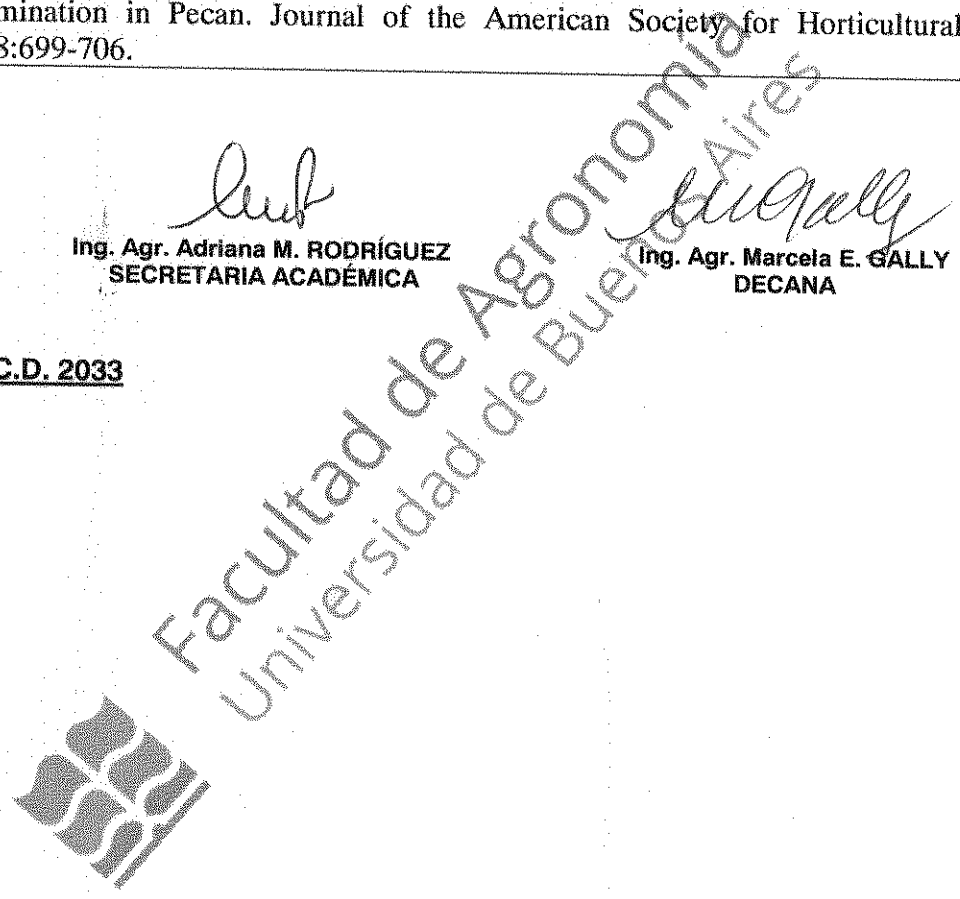 mination in Pecan. Journal of the American Society for Horticultural
8:699-706.
Ing. Agr. Adriana M. RODRÍGUEZ
SECRETARIA ACADÉMICA
Ing. Agr. Marcela E. GALLY
DECANA
C.D. 2033
Facultad de Agronomía
Universidad de Buenos Aires